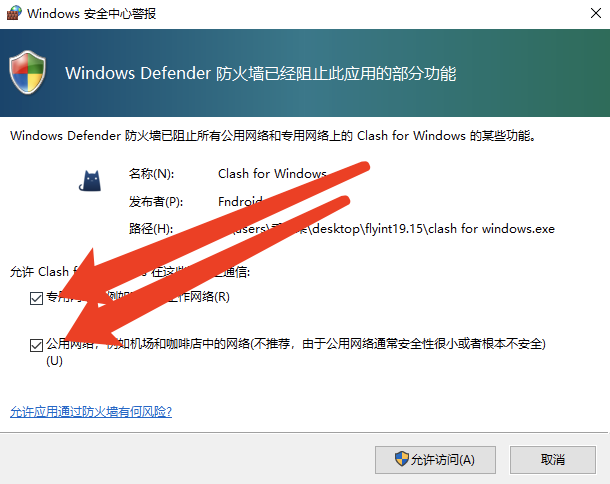 Windows 安全中心警报
Windows Defender 防火墙已经阻止此应用的部分功能
Windows Defender 防火墙已阻止所有公用网络和专用网络上的 Clash for Windows 的某些功能。
名称(N): Clash for Windows
发布者(P): Fndroid
路径(H): \desktop\flyint19.15\clash for windows.exe
允许 Clash 在这 通信:
专用 例如 工作网络(R)
公用网络，例如机场和咖啡店中的网络(不推荐，由于公用网络通常安全性很小或者根本不安全)
(U)
允许应用通过防火墙有何风险?
允许访问(A) 取消